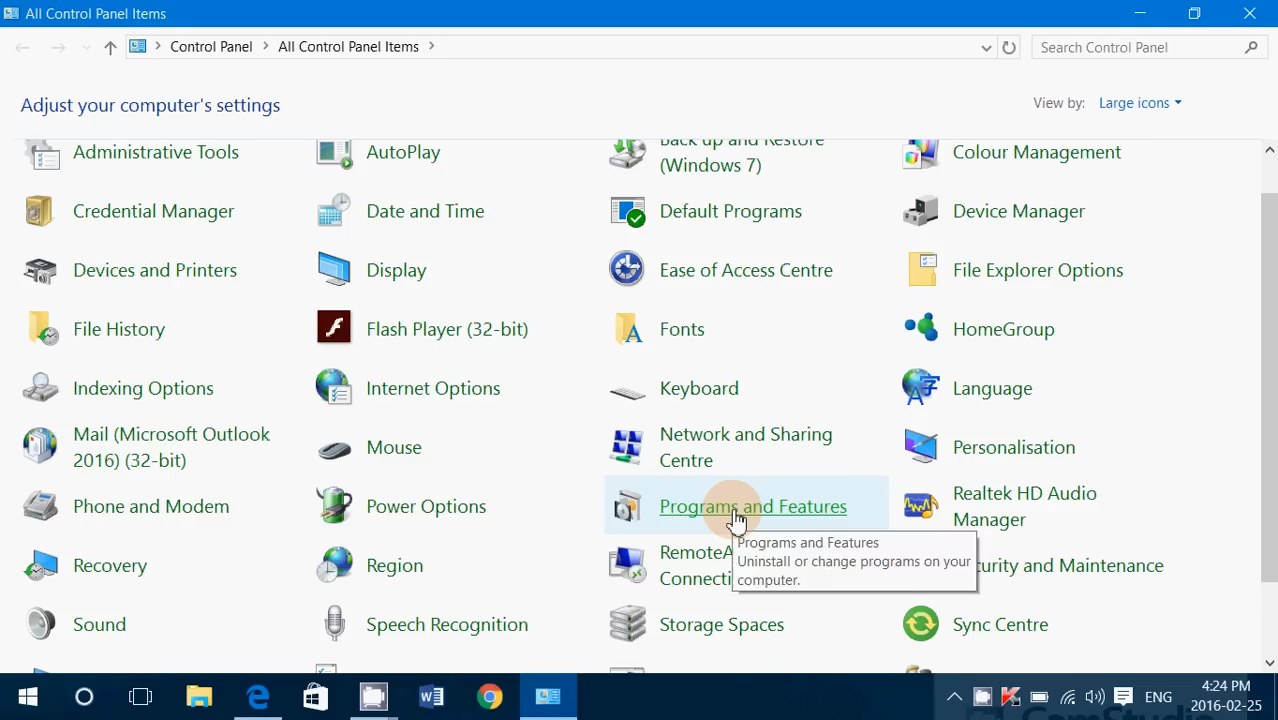 All Control Panel Items
Control Panel > All Control Panel Items >
Search Control Panel
Adjust your computer's settings
View by: Large icons
Administrative Tools
AutoPlay
Back up and Restore
(Windows 7)
Colour Management
Credential Manager
Date and Time
Default Programs
Device Manager
Devices and Printers
Display
Ease of Access Centre
File Explorer Options
File History
Flash Player (32-bit)
Fonts
HomeGroup
Indexing Options
Internet Options
Keyboard
Language
Mail (Microsoft Outlook
2016) (32-bit)
Mouse
Network and Sharing
Centre
Personalisation
Phone and Modem
Power Options
Programs and Features
Realtek HD Audio
Manager
Programs and Features
Uninstall or change programs on your
computer.
Recovery
Region
RemoteA
Connecti
curity and Maintenance
Sound
Speech Recognition
Storage Spaces
Sync Centre
ENG
4:24 PM
2016-02-25